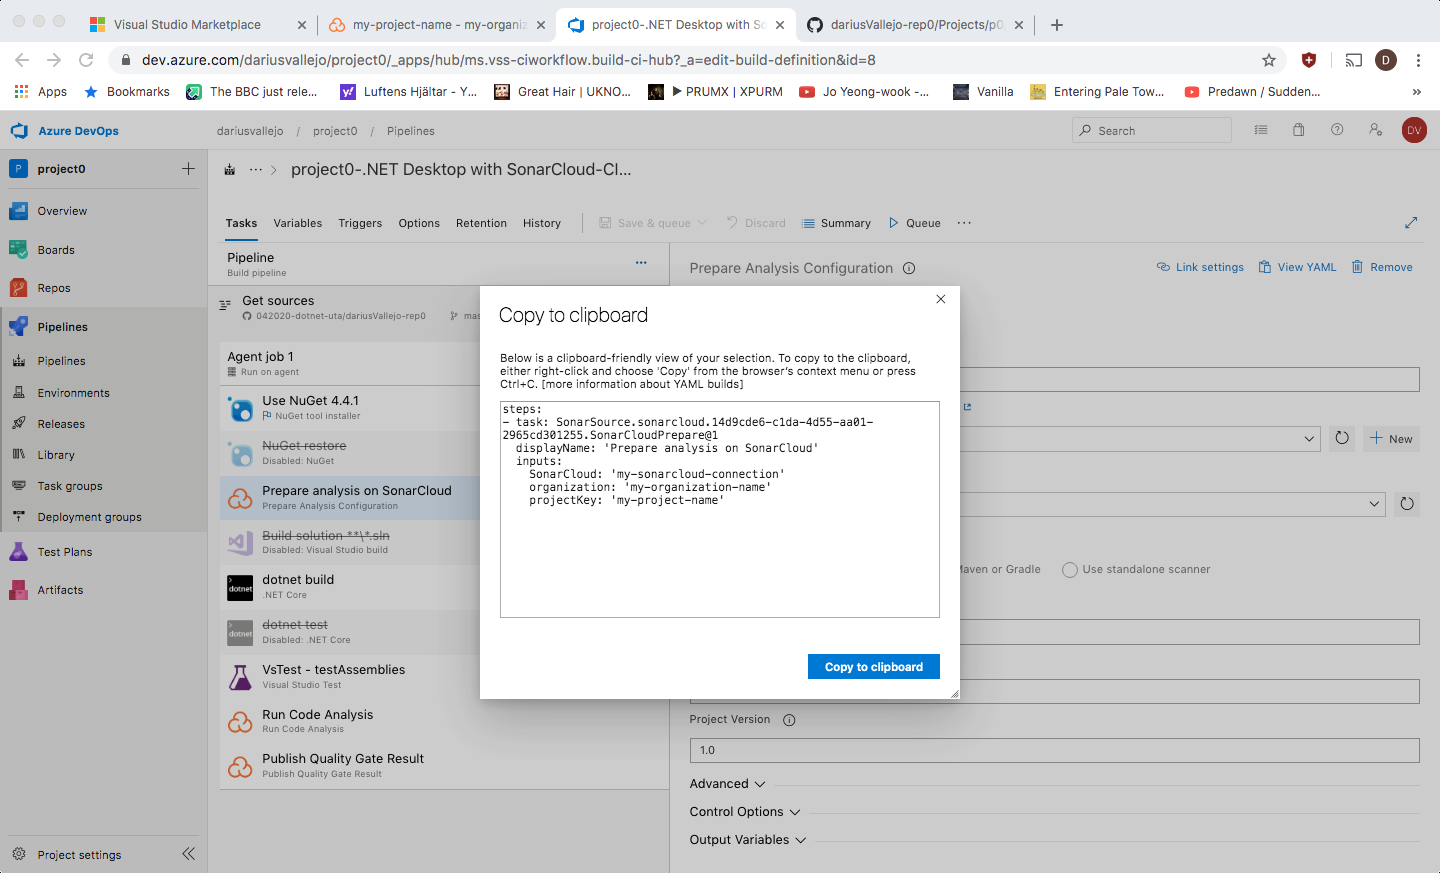 Visual Studio Marketplace
my-project-name - my-organiz
project0-.NET Desktop with So
dariusVallejo-rep0/Projects/p0
dev.azure.com/dariusvallejo/project0/_apps/hub/ms.vss-ciworkflow.build-ci-hub?_a=edit-build-definition&id=8
D
Apps
Bookmarks
The BBC just rele...
Luftens Hjältar - Y...
Great Hair | UKNO...
▶ PRUMX | XPURM
Jo Yeong-wook -...
Vanilla
Entering Pale Tow...
Predawn / Sudden...
»
Azure DevOps
dariusvallejo / project0 / Pipelines
Search
DV
P
project0
··· > project0-.NET Desktop with SonarCloud-CI...
Overview
Boards
Repos
Pipelines
Pipelines
Environments
Releases
Library
Task groups
Deployment groups
Test Plans
Artifacts
Project settings
Tasks
Variables
Triggers
Options
Retention
History
Save & queue
Discard
Summary
Queue
···
Pipeline
Build pipeline
···
Get sources
042020-dotnet-uta/dariusVallejo-rep0
mas
Agent job 1
Run on agent
Use NuGet 4.4.1
NuGet tool installer
NuGet restore
Disabled: NuGet
Prepare analysis on SonarCloud
Prepare Analysis Configuration
Build solution **\*.sln
Disabled: Visual Studio build
dotnet
dotnet build
.NET Core
dotnet
dotnet test
Disabled: .NET Core
VsTest - testAssemblies
Visual Studio Test
Run Code Analysis
Run Code Analysis
Publish Quality Gate Result
Publish Quality Gate Result
Prepare Analysis Configuration
Link settings
View YAML
Remove
New
Maven or Gradle
Use standalone scanner
Project Version
1.0
Advanced
Control Options
Output Variables
Copy to clipboard
Below is a clipboard-friendly view of your selection. To copy to the clipboard,
either right-click and choose 'Copy' from the browser's context menu or press
Ctrl+C. [more information about YAML builds]
steps:
- task: SonarSource.sonarcloud.14d9cde6-c1da-4d55-aa01-
2965cd301255.SonarCloudPrepare@1
displayName: 'Prepare analysis on SonarCloud'
inputs:
SonarCloud: 'my-sonarcloud-connection'
organization: 'my-organization-name'
projectKey: 'my-project-name'
Copy to clipboard